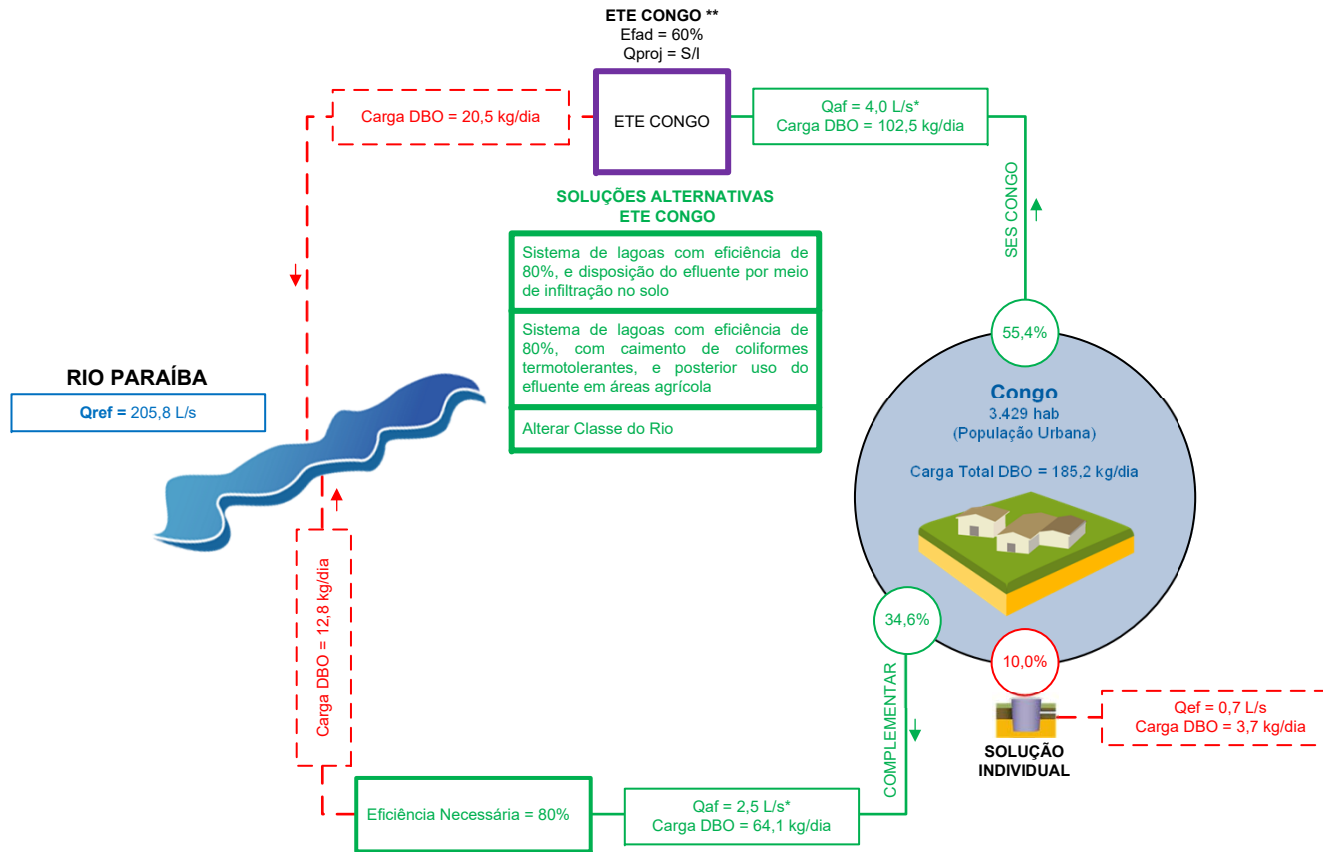 ETE CONGO **
Efad = 60%
Qproj = S/I
Carga DBO = 20,5 kg/dia
ETE CONGO
Qaf = 4,0 L/s*
Carga DBO = 102,5 kg/dia
SES CONGO
SOLUÇÕES ALTERNATIVAS
ETE CONGO
Sistema de lagoas com eficiência de
80%, e disposição do efluente por meio
de infiltração no solo
Sistema de lagoas com eficiência de
80%, com caimento de coliformes
termotolerantes, e posterior uso do
efluente em áreas agrícola
Alterar Classe do Rio
RIO PARAÍBA
Qref = 205,8 L/s
55,4%
Congo
3.429 hab
(População Urbana)
Carga Total DBO = 185,2 kg/dia
34,6%
10,0%
COMPLEMENTAR
SOLUÇÃO
INDIVIDUAL
Qef = 0,7 L/s
Carga DBO = 3,7 kg/dia
Carga DBO = 12,8 kg/dia
Eficiência Necessária = 80%
Qaf = 2,5 L/s*
Carga DBO = 64,1 kg/dia